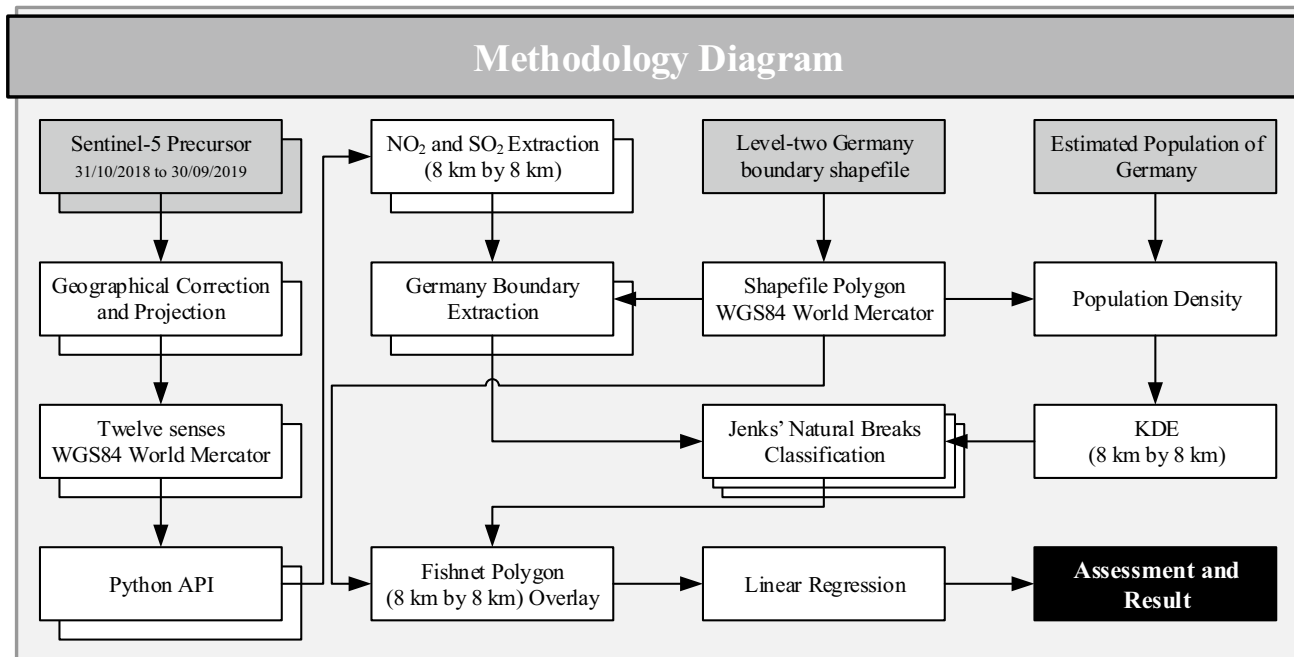 Methodology Diagram
Sentinel-5 Precursor
31/10/2018 to 30/09/2019
NO₂ and SO₂ Extraction
(8 km by 8 km)
Level-two Germany
boundary shapefile
Estimated Population of
Germany
Geographical Correction
and Projection
Germany Boundary
Extraction
Shapefile Polygon
WGS84 World Mercator
Population Density
Twelve senses
WGS84 World Mercator
Jenks’ Natural Breaks
Classification
KDE
(8 km by 8 km)
Python API
Fishnet Polygon
(8 km by 8 km) Overlay
Linear Regression
Assessment and
Result